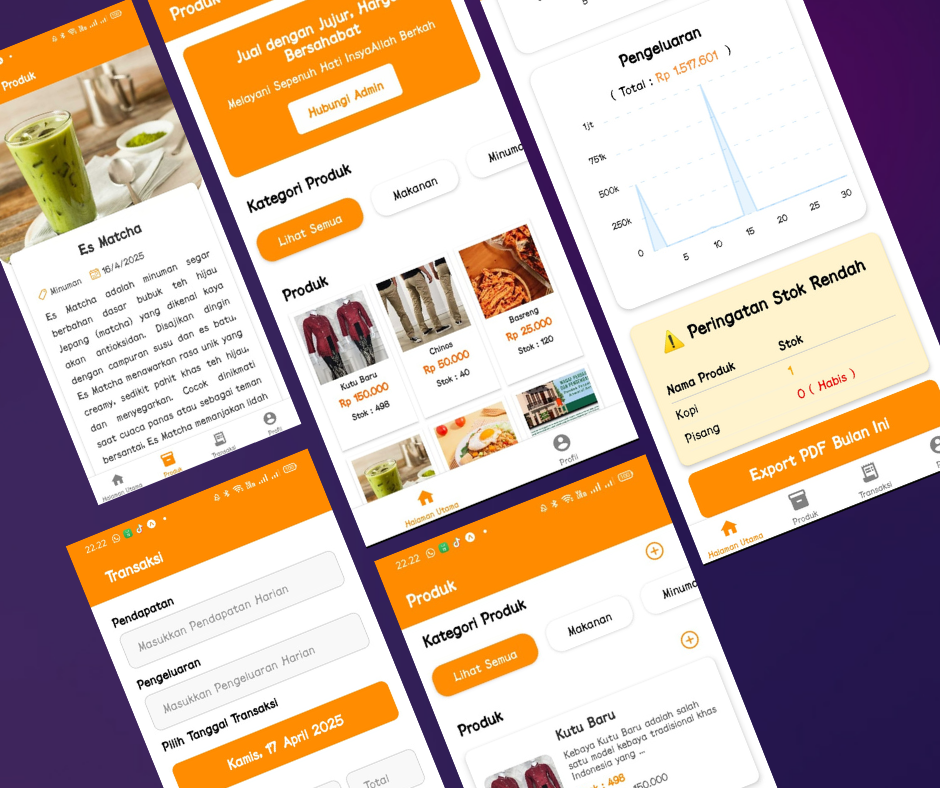 Produk
Es Matcha
Minuman 16/4/2025
Es Matcha adalah minuman segar
berbahan dasar bubuk teh hijau
Jepang (matcha) yang dikenal kaya
akan antioksidan. Disajikan dingin
dengan campuran susu dan es batu,
Es Matcha menawarkan rasa unik yang
creamy, sedikit pahit khas teh hijau,
dan menyegarkan. Cocok dinikmati
saat cuaca panas atau sebagai teman
bersantai, Es Matcha memanjakan lidah
Halaman Utama
Produk
Transaksi
Profil
Produk
Jual dengan Jujur, Harga
Bersahabat
Melayani Sepenuh Hati InsyaAllah Berkah
Hubungi Admin
Kategori Produk
Lihat Semua
Makanan
Minuma
Produk
Kutu Baru
Rp 150.000
Stok : 498
Chinos
Rp 50.000
Stok : 40
Basreng
Rp 25.000
Stok : 120
Halaman Utama
Profil
Pengeluaran
( Total : Rp 1.517.601 )
1jt
751k
500k
250k
0
5
10
15
20
25
30
Peringatan Stok Rendah
Nama Produk
Stok
Kopi
1
Pisang
0 ( Habis )
Export PDF Bulan Ini
Halaman Utama
Produk
Transaksi
22.22
Transaksi
Pendapatan
Masukkan Pendapatan Harian
Pengeluaran
Masukkan Pengeluaran Harian
Pilih Tanggal Transaksi
Kamis, 17 April 2025
Total
22.22
Produk
Kategori Produk
Lihat Semua
Makanan
Minuma
Produk
Kutu Baru
Kebaya Kutu Baru adalah salah
satu model kebaya tradisional khas
Indonesia yang ...
: 498
150.000